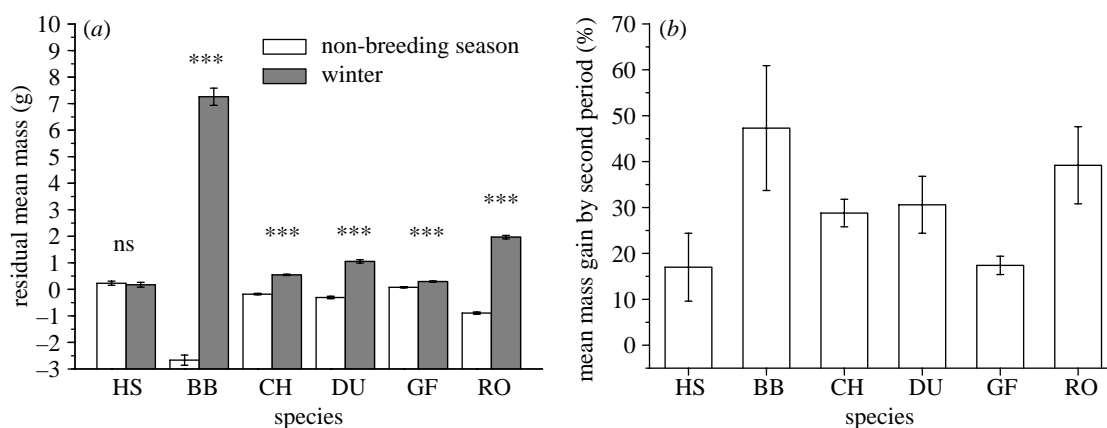 (a)
non-breeding season
winter
residual mean mass (g)
10
9
8
7
6
5
4
3
2
1
0
–1
–2
–3
ns
***
***
***
***
***
HS BB CH DU GF RO
species
(b)
mean mass gain by second period (%)
70
60
50
40
30
20
10
0
HS BB CH DU GF RO
species